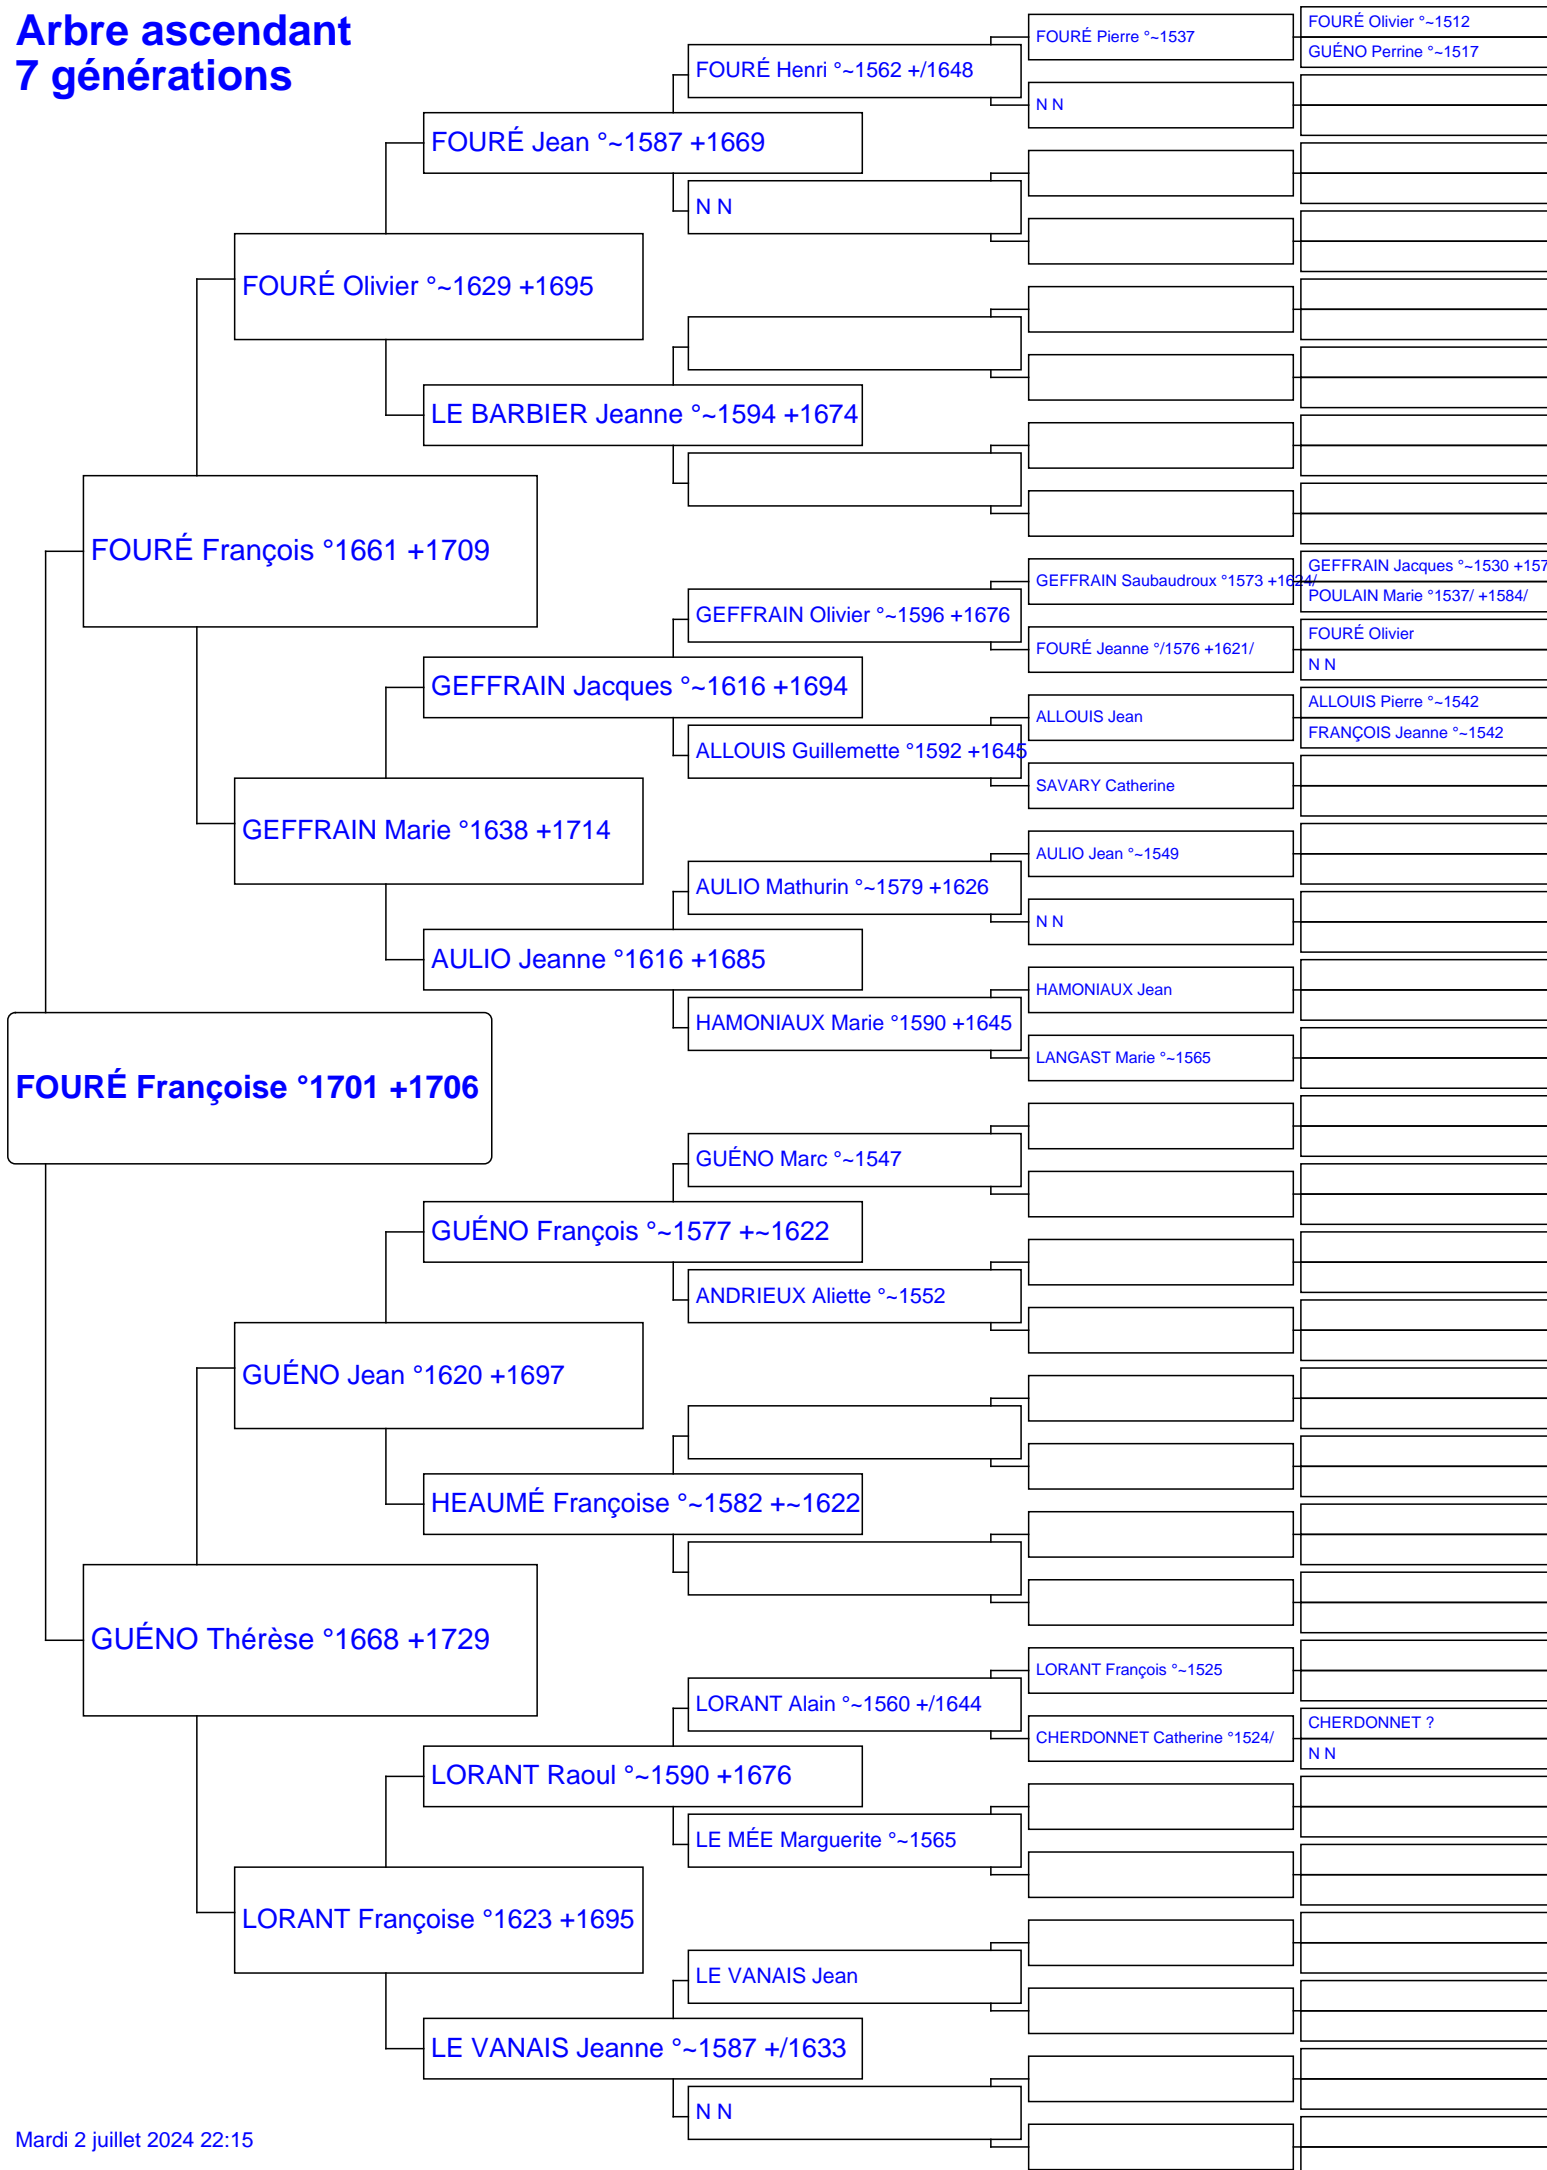 Arbre ascendant
7 générations
FOURÉ Olivier °~1512
FOURÉ Pierre °~1537
GUÉNO Perrine °~1517
FOURÉ Henri °~1562 +/1648
N N
FOURÉ Jean °~1587 +1669
N N
FOURÉ Olivier °~1629 +1695
LE BARBIER Jeanne °~1594 +1674
FOURÉ François °1661 +1709
GEFFRAIN Jacques °~1530 +157
GEFFRAIN Saubaudroux °1573 +1624/
POULAIN Marie °1537/ +1584/
GEFFRAIN Olivier °~1596 +1676
FOURÉ Olivier
FOURÉ Jeanne °/1576 +1621/
N N
GEFFRAIN Jacques °~1616 +1694
ALLOUIS Pierre °~1542
ALLOUIS Jean
FRANÇOIS Jeanne °~1542
ALLOUIS Guillemette °1592 +1645
SAVARY Catherine
GEFFRAIN Marie °1638 +1714
AULIO Jean °~1549
AULIO Mathurin °~1579 +1626
N N
AULIO Jeanne °1616 +1685
HAMONIAUX Jean
HAMONIAUX Marie °1590 +1645
LANGAST Marie °~1565
FOURÉ Françoise °1701 +1706
GUÉNO Marc °~1547
GUÉNO François °~1577 +~1622
ANDRIEUX Aliette °~1552
GUÉNO Jean °1620 +1697
HEAUMÉ Françoise °~1582 +~1622
GUÉNO Thérèse °1668 +1729
LORANT François °~1525
LORANT Alain °~1560 +/1644
CHERDONNET ?
CHERDONNET Catherine °1524/
N N
LORANT Raoul °~1590 +1676
LE MÉE Marguerite °~1565
LORANT Françoise °1623 +1695
LE VANAIS Jean
LE VANAIS Jeanne °~1587 +/1633
N N
Mardi 2 juillet 2024 22:15